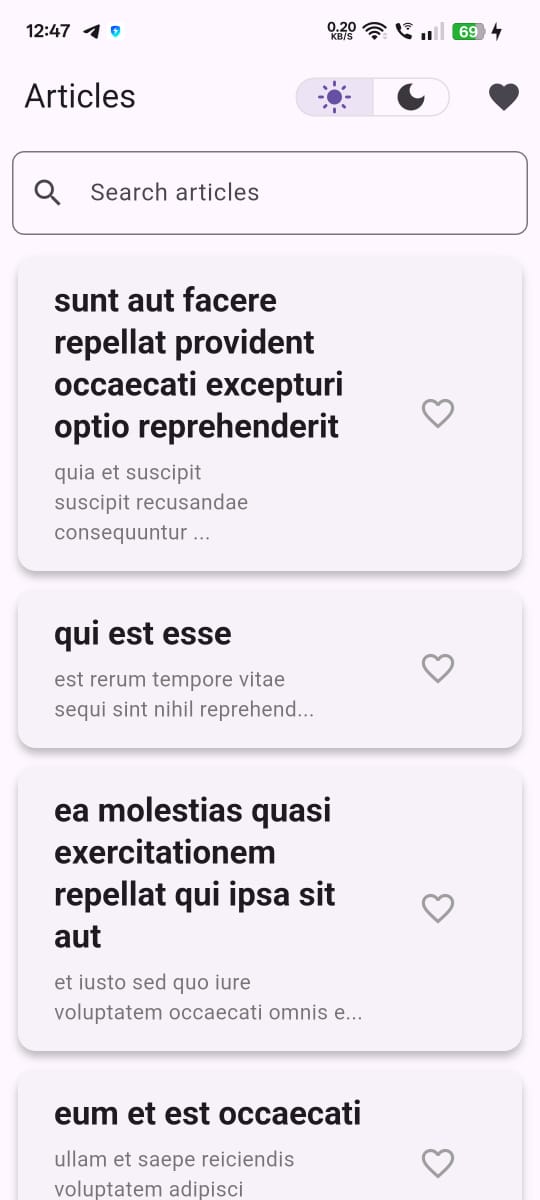 12:47
0.20
KB/S
69
Articles
Search articles
sunt aut facere
repellat provident
occaecati excepturi
optio reprehenderit
quia et suscipit
suscipit recusandae
consequuntur ...
qui est esse
est rerum tempore vitae
sequi sint nihil reprehend...
ea molestias quasi
exercitationem
repellat qui ipsa sit
aut
et iusto sed quo iure
voluptatem occaecati omnis e...
eum et est occaecati
ullam et saepe reiciendis
voluptatem adipisci